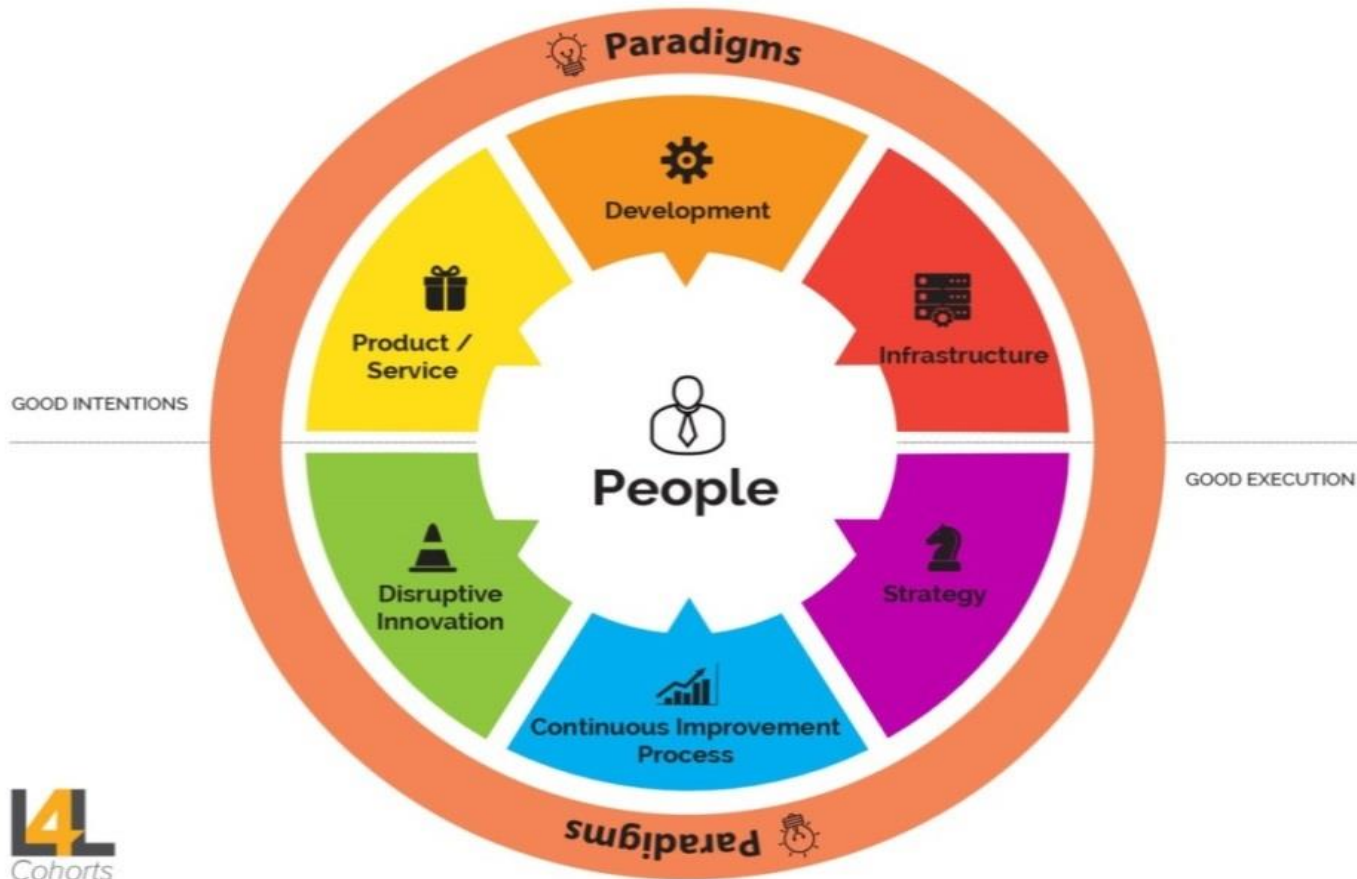 Paradigms
Development
Product /
Service
Infrastructure
GOOD INTENTIONS
People
GOOD EXECUTION
Disruptive
Innovation
Strategy
Continuous Improvement
Process
Paradigms
L4L
Cohorts